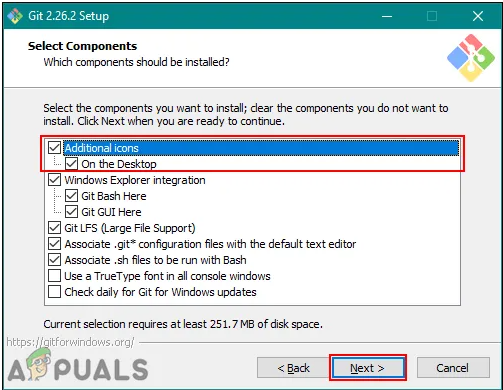 Git 2.26.2 Setup
Select Components
Which components should be installed?
Select the components you want to install; clear the components you do not want to
install. Click Next when you are ready to continue.
Additional icons
On the Desktop
Windows Explorer integration
Git Bash Here
Git GUI Here
Git LFS (Large File Support)
Associate .git* configuration files with the default text editor
Associate .sh files to be run with Bash
Use a TrueType font in all console windows
Check daily for Git for Windows updates
Current selection requires at least 251.7 MB of disk space.
https://gitforwindows.org/
APPUALS
< Back
Next >
Cancel